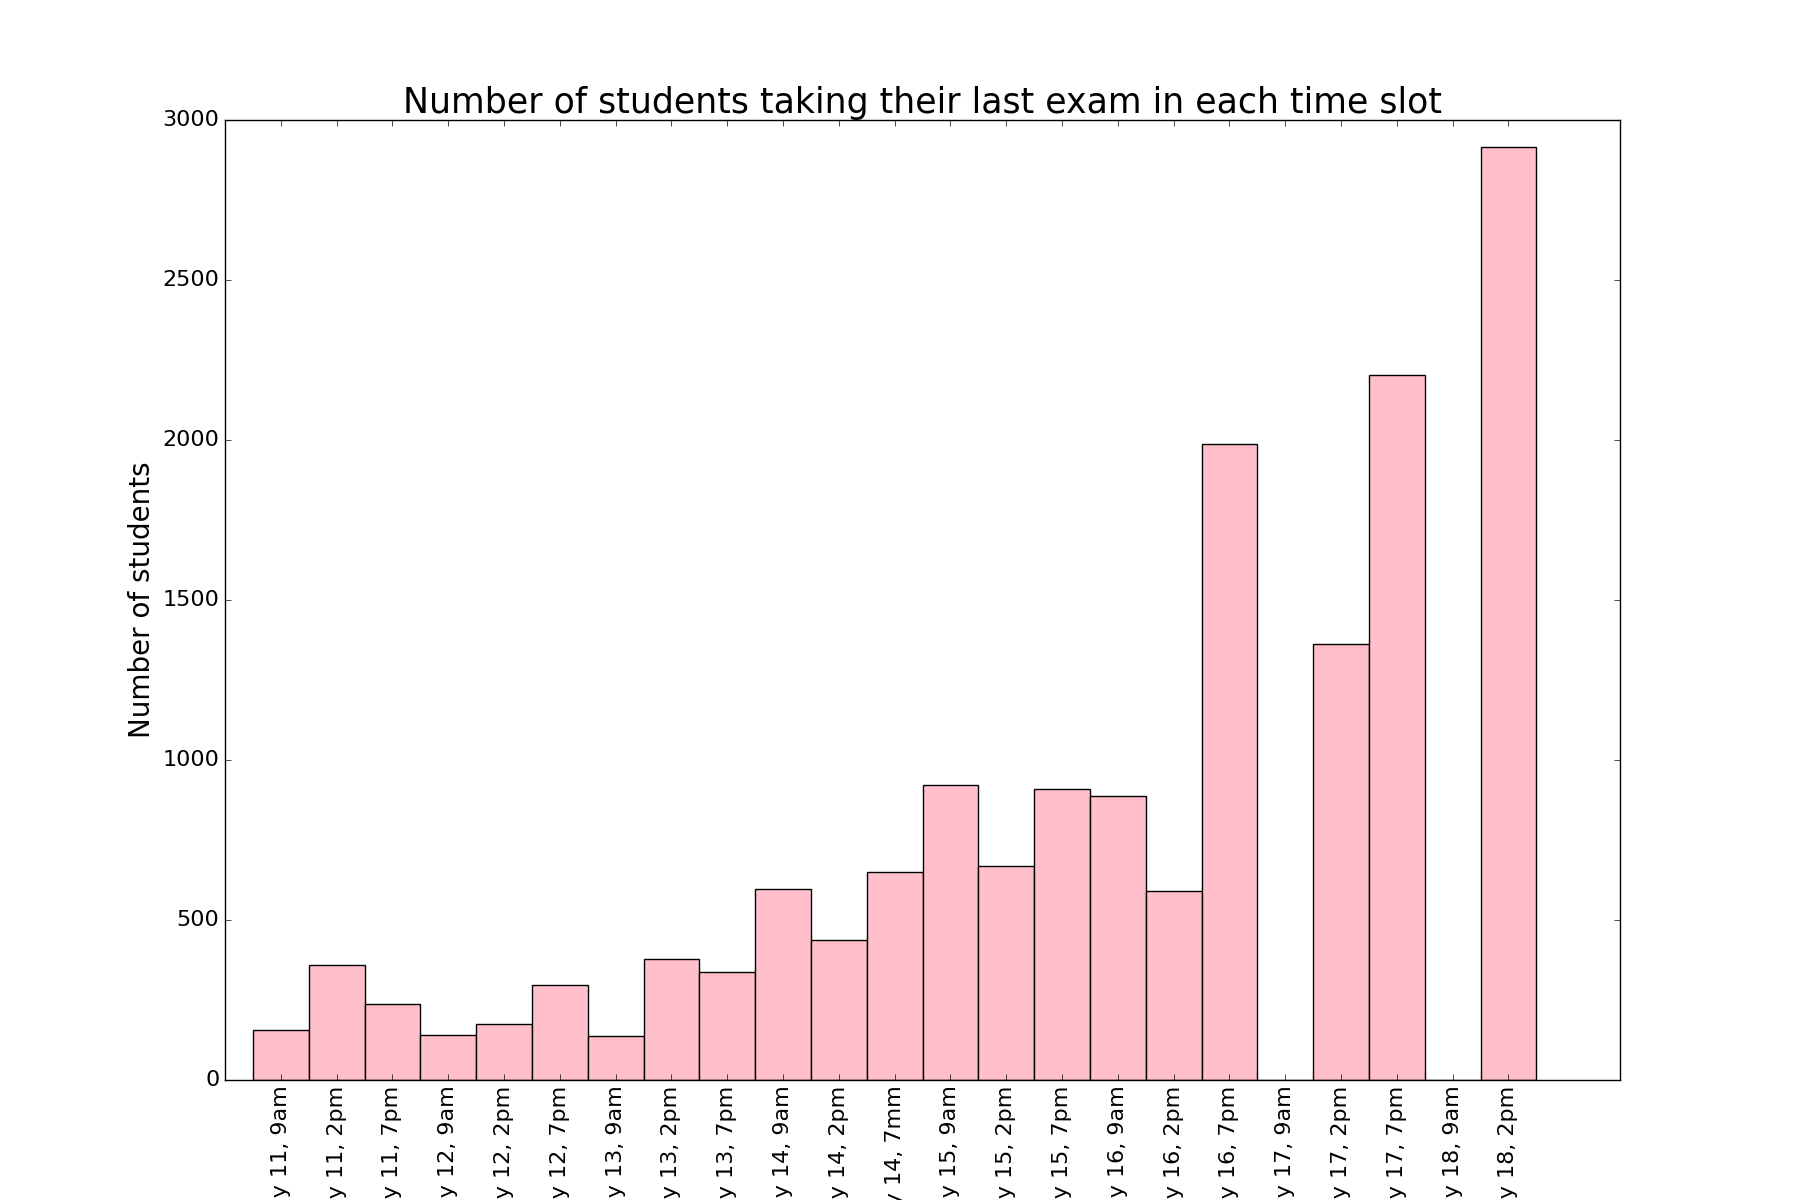 Number of students taking their last exam in each time slot
Number of students
3000
2500
2000
1500
1000
500
0
y 11, 9am
y 11, 2pm
y 11, 7pm
y 12, 9am
y 12, 2pm
y 12, 7pm
y 13, 9am
y 13, 2pm
y 13, 7pm
y 14, 9am
y 14, 2pm
y 14, 7mm
y 15, 9am
y 15, 2pm
y 15, 7pm
y 16, 9am
y 16, 2pm
y 16, 7pm
y 17, 9am
y 17, 2pm
y 17, 7pm
y 18, 9am
y 18, 2pm